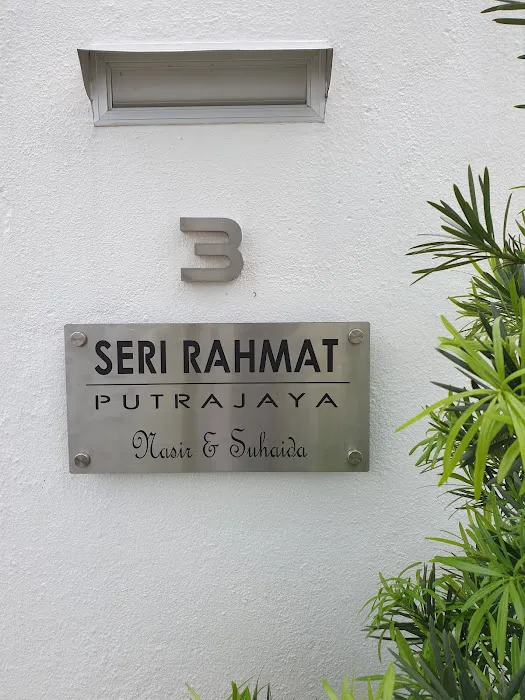 3
SERI RAHMAT
PUTRAJAYA
Nasir & Suhaida